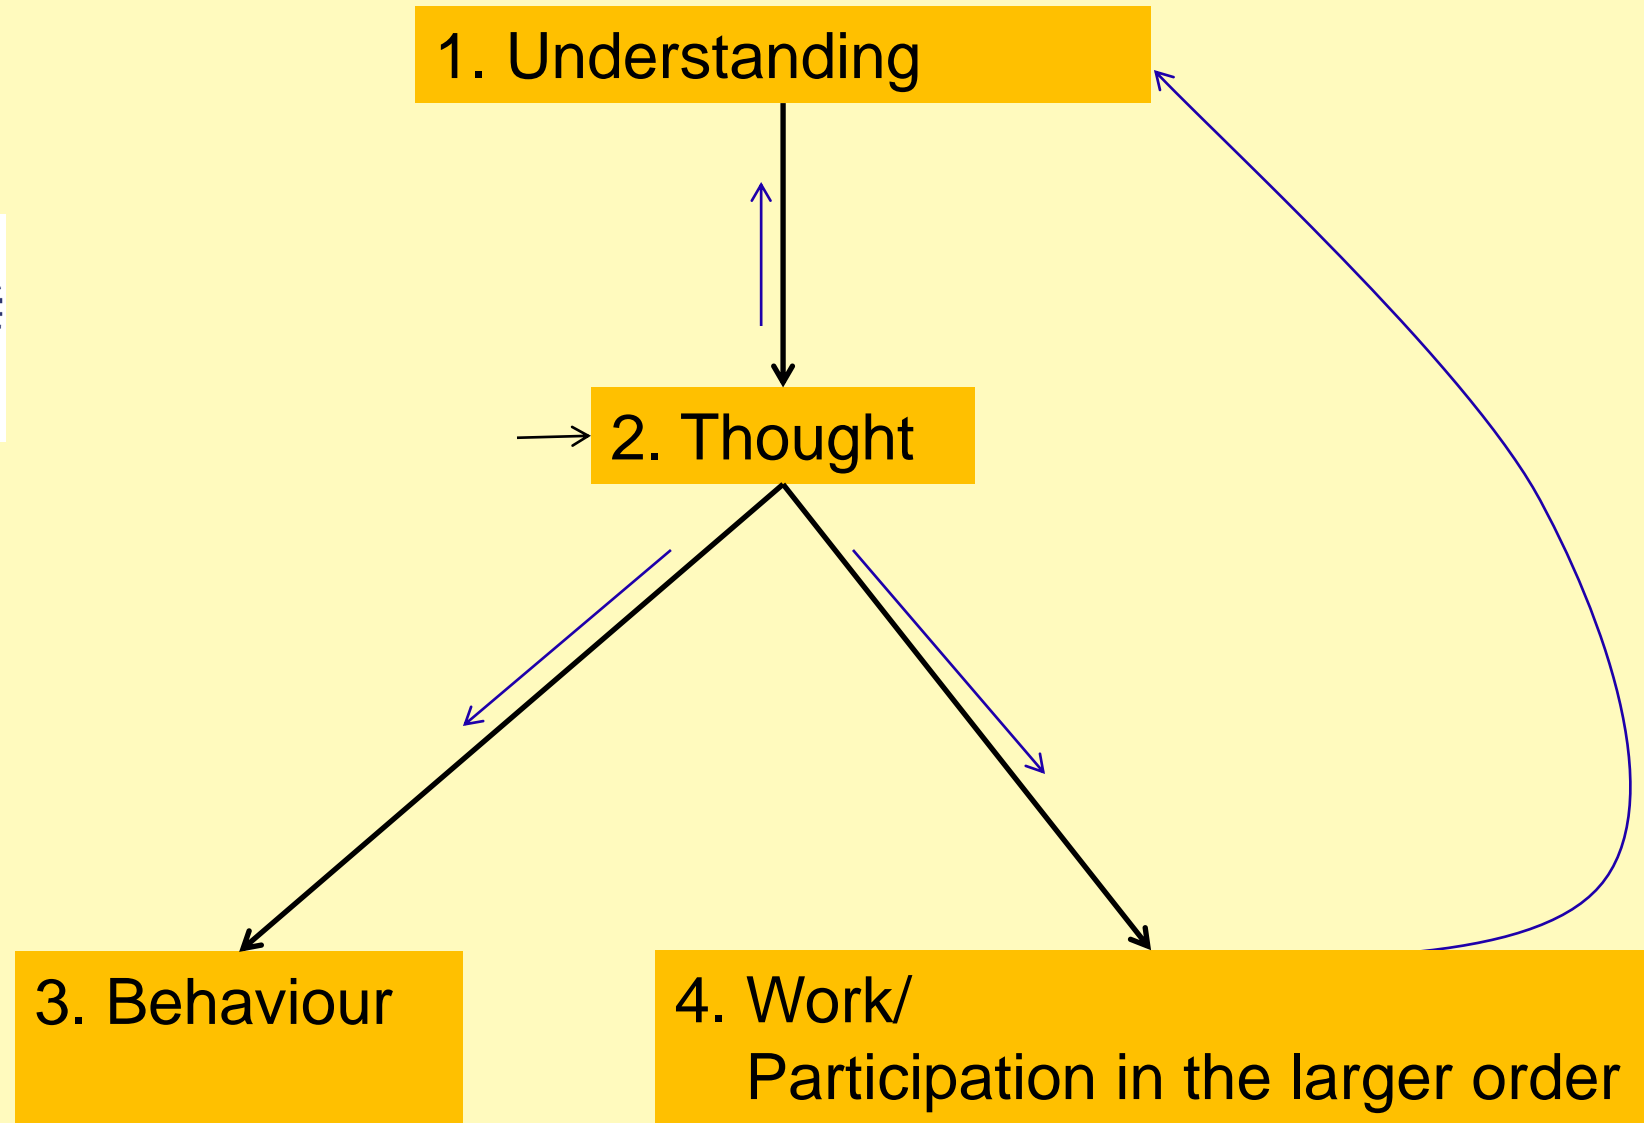 1. Understanding
2. Thought
3. Behaviour
4. Work/
Participation in the larger order